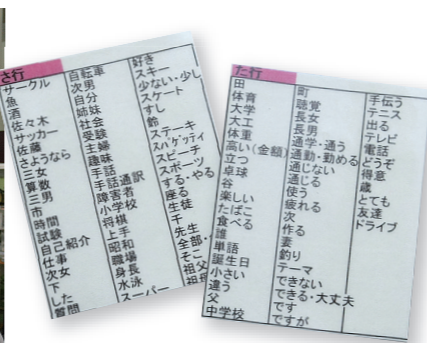 さ行
サークル
魚
酒
佐々木
サッカー
佐藤
さようなら
三女
算数
三男
市
時間
試験
自己紹介
仕事
次女
下
した
質問
自転車
次男
自分
姉妹
社会
受験
主婦
趣味
手話
手話通訳
障害者
小学校
将棋
上手
昭和
職場
身長
水泳
スーパー
好き
スキー
少ない・少し
スケート
すし
鈴
ステーキ
スパゲッティ
スピーチ
スポーツ
する・やる
座る
生徒
千
先生
全部・
そこ
祖父
祖母
た行
田
体育
大学
大工
体重
高い(金額)
立つ
卓球
谷
楽しい
たばこ
食べる
誰
単語
誕生日
小さい
違う
父
中学校
町
聴覚
長女
長男
通学・通う
通勤・勤める
通じない
通じる
使う
疲れる
次
作る
妻
釣り
テーマ
できない
できる・大丈夫
です
ですが
手伝う
テニス
出る
テレビ
電話
どうぞ
得意
歳
とても
友達
ドライブ